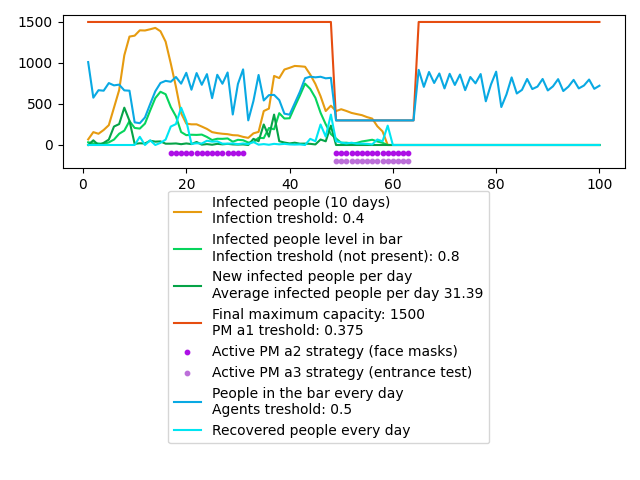 1500
1000
500
0
0 20 40 60 80 100
Infected people (10 days)
Infection treshold: 0.4
Infected people level in bar
Infection treshold (not present): 0.8
New infected people per day
Average infected people per day 31.39
Final maximum capacity: 1500
PM a1 treshold: 0.375
Active PM a2 strategy (face masks)
Active PM a3 strategy (entrance test)
People in the bar every day
Agents treshold: 0.5
Recovered people every day